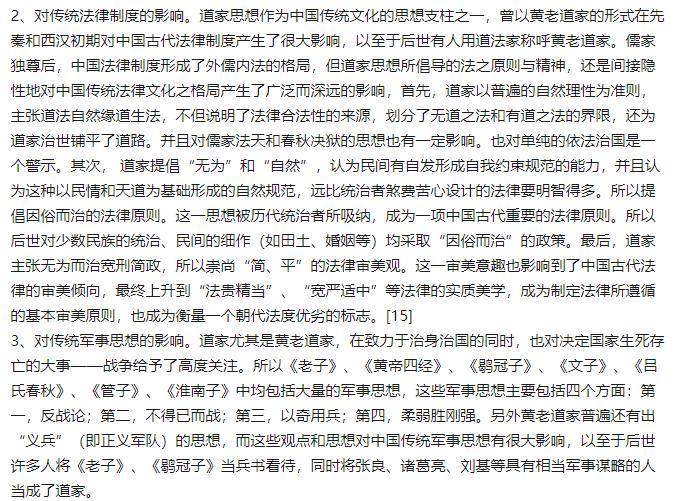 2、对传统法律制度的影响。道家思想作为中国传统文化的思想支柱之一，曾以黄老道家的形式在先
秦和西汉初期对中国古代法律制度产生了很大影响，以至于后世有人用道法家称呼黄老道家。儒家
独尊后，中国法律制度形成了外儒内法的格局，但道家思想所倡导的法之原则与精神，还是间接隐
性地对中国传统法律文化之格局产生了广泛而深远的影响，首先，道家以普遍的自然理性为准则，
主张道法自然缘道生法，不但说明了法律合法性的来源，划分了无道之法和有道之法的界限，还为
道家治世铺平了道路。并且对儒家法天和春秋决狱的思想也有一定影响。也对单纯的依法治国是一
个警示。其次， 道家提倡“无为”和“自然”，认为民间有自发形成自我约束规范的能力，并且认
为这种以民情和天道为基础形成的自然规范，远比统治者煞费苦心设计的法律要明智得多。所以提
倡因俗而治的法律原则。这一思想被历代统治者所吸纳，成为一项中国古代重要的法律原则。所以
后世对少数民族的统治、民间的细作（如田土、婚姻等）均采取“因俗而治”的政策。最后，道家
主张无为而治宽刑简政，所以崇尚“简、平”的法律审美观。这一审美意趣也影响到了中国古代法
律的审美倾向，最终上升到“法贵精当”、“宽严适中”等法律的实质美学，成为制定法律所遵循
的基本审美原则，也成为衡量一个朝代法度优劣的标志。[15]
3、对传统军事思想的影响。道家尤其是黄老道家，在致力于治身治国的同时，也对决定国家生死存
亡的大事——战争给予了高度关注。所以《老子》、《黄帝四经》、《鹖冠子》、《文子》、《吕
氏春秋》、《管子》、《淮南子》中均包括大量的军事思想，这些军事思想主要包括四个方面：第
一，反战论；第二，不得已而战；第三，以奇用兵；第四，柔弱胜刚强。另外黄老道家普遍还有出
“义兵”（即正义军队）的思想，而这些观点和思想对中国传统军事思想有很大影响，以至于后世
许多人将《老子》、《鹖冠子》当兵书看待，同时将张良、诸葛亮、刘基等具有相当军事谋略的人
当成了道家。